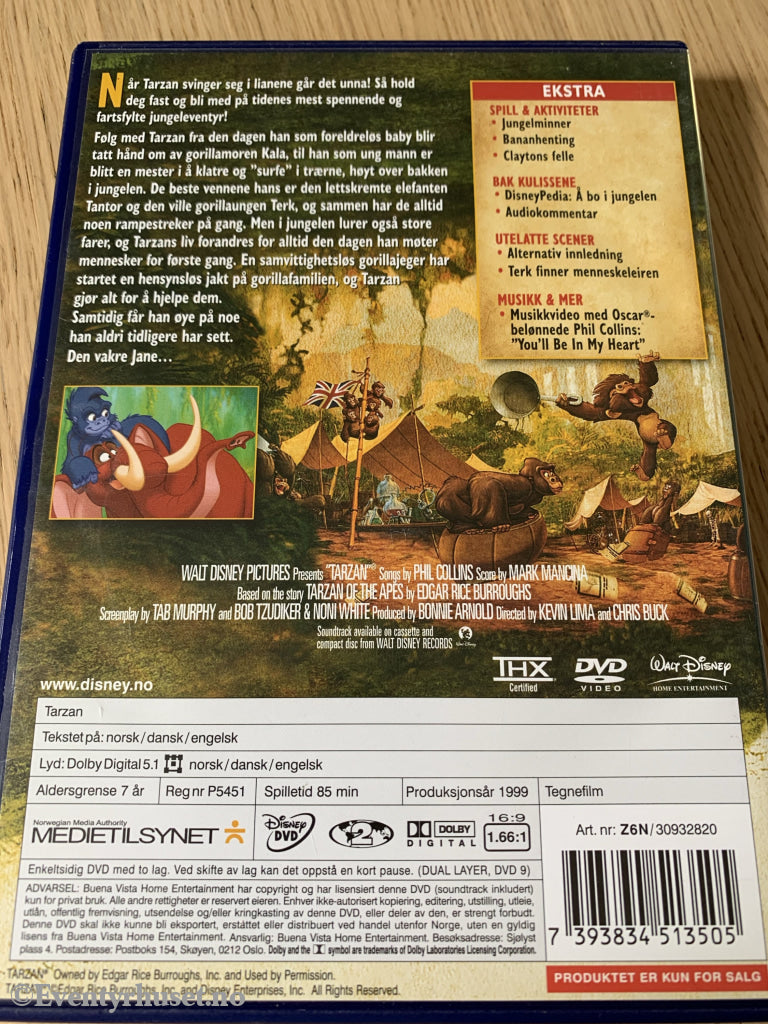 Når Tarzan svinger seg i lianene går det unna! Så hold
deg fast og bli med på tidenes mest spennende og
fartsfylte jungeleventyr!
Følg med Tarzan fra den dagen han som foreldreløs baby blir
tatt hånd om av gorillamoren Kala, til han som ung mann er
blitt en mester i å klatre og "surfe" i trærne, høyt over bakken
i jungelen. De beste vennene hans er den lettskremte elefanten
Tantor og den ville gorillaungen Terk, og sammen har de alltid
noen rampestreker på gang. Men i jungelen lurer også store
farer, og Tarzans liv forandres for alltid den dagen han møter
mennesker for første gang. En samvittighetsløs gorillajeger har
startet en hensynsløs jakt på gorillafamilien, og Tarzan
gjør alt for å hjelpe dem.
Samtidig får han øye på noe
han aldri tidligere har sett.
Den vakre Jane...
EKSTRA
SPILL & AKTIVITETER
• Jungelminner
• Bananhenting
• Claytons felle
BAK KULISSENE
• DisneyPedia: Å bo i jungelen
• Audiokommentar
UTELATTE SCENER
• Alternativ innledning
• Terk finner menneskeleiren
MUSIKK & MER
• Musikkvideo med Oscar®-
belønnede Phil Collins:
"You'll Be In My Heart"
WALT DISNEY PICTURES Presents "TARZAN"® Songs by PHIL COLLINS Score by MARK MANCINA
Based on the story TARZAN OF THE APES by EDGAR RICE BURROUGHS
Screenplay by TAB MURPHY and BOB TZUDIKER & NONI WHITE Produced by BONNIE ARNOLD Directed by KEVIN LIMA and CHRIS BUCK
Soundtrack available on cassette and
compact disc from WALT DISNEY RECORDS
www.disney.no
THX
Certified
DVD
VIDEO
WALT DISNEY
HOME ENTERTAINMENT
Tarzan
Tekstet på: norsk/dansk/engelsk
Lyd: Dolby Digital 5.1 norsk/dansk/engelsk
Aldersgrense 7 år
Reg nr P5451
Spilletid 85 min
Produksjonsår 1999
Tegnefilm
Norwegian Media Authority
MEDIETILSYNET
Disney
DVD
2
DOLBY
DIGITAL
16:9
1.66:1
Art. nr: Z6N/30932820
Enkeltsidig DVD med to lag. Ved skifte av lag kan det oppstå en kort pause. (DUAL LAYER, DVD 9)
ADVARSEL: Buena Vista Home Entertainment har copyright og har lisensiert denne DVD (soundtrack inkludert)
kun for privat bruk. Alle andre rettigheter er reservert eieren. Enhver ikke-autorisert kopiering, editering, utstilling, utleie,
utlån, offentlig fremvisning, utsendelse og/eller kringkasting av denne DVD, eller deler av den, er strengt forbudt.
Denne DVD skal ikke kunne bli eksportert, erstattet eller distribuert ved handel utenfor Norge, uten en gyldig
lisens fra Buena Vista Home Entertainment. Ansvarlig: Buena Vista Home Entertainment. Besøksadresse: Sjølyst
plass 4. Postadresse: Postboks 154, Skøyen, 0212 Oslo. Dolby and the symbol are trademarks of Dolby Laboratories Licensing Corporation.
7 393834 513505
TARZAN® Owned by Edgar Rice Burroughs, Inc. and Used by Permission.
TARZAN® ©Edgar Rice Burroughs, Inc. and Disney Enterprises, Inc. All Rights Reserved.
PRODUKTET ER KUN FOR SALG
©Eventyrhuset.no